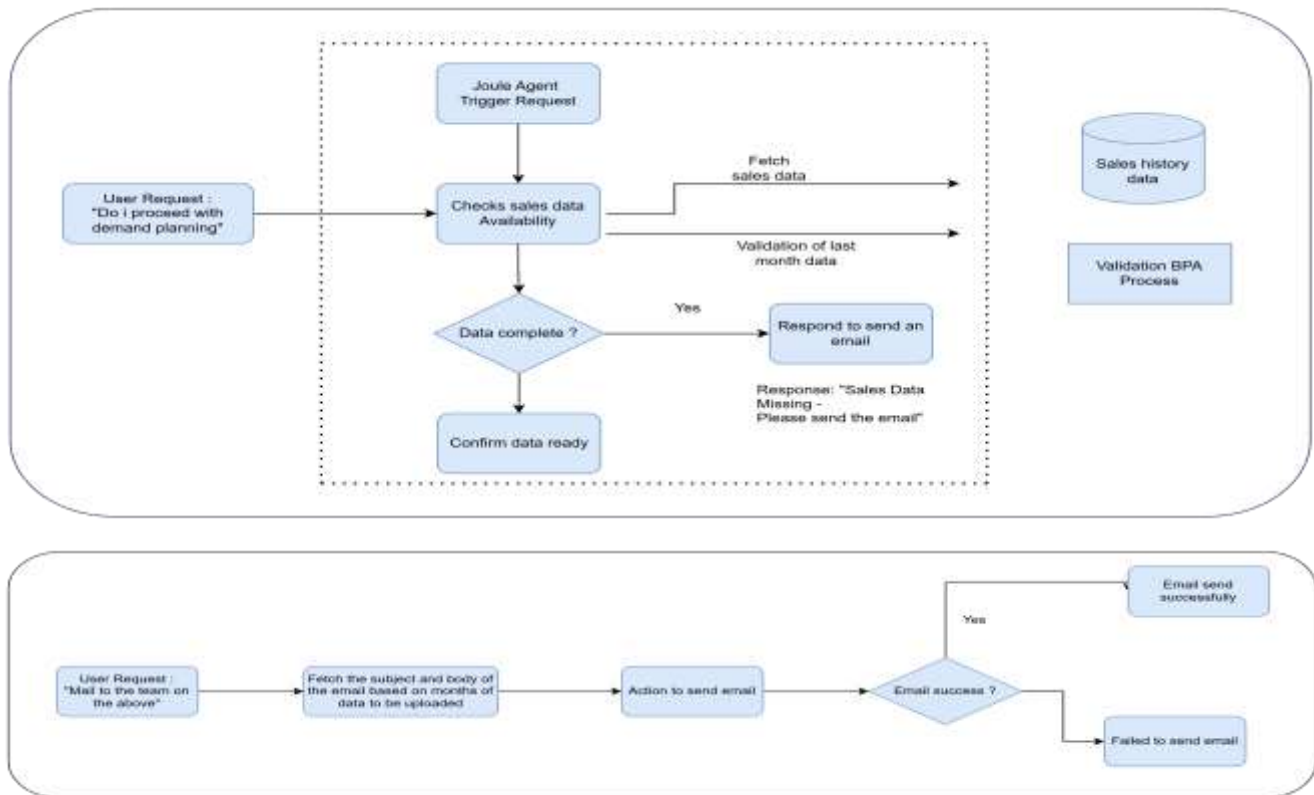 Joule Agent
Trigger Request
Fetch
sales data
Sales history
data
User Request :
"Do i proceed with
demand planning"
Checks sales data
Availability
Validation of last
month data
Validation BPA
Process
Yes
Data complete ?
Respond to send an
email
Response: "Sales Data
Missing -
Please send the email"
Confirm data ready
Email send
successfully
Yes
User Request :
"Mail to the team on
the above"
Fetch the subject and body of
the email based on months of
data to be uploaded
Action to send email
Email success ?
Failed to send email